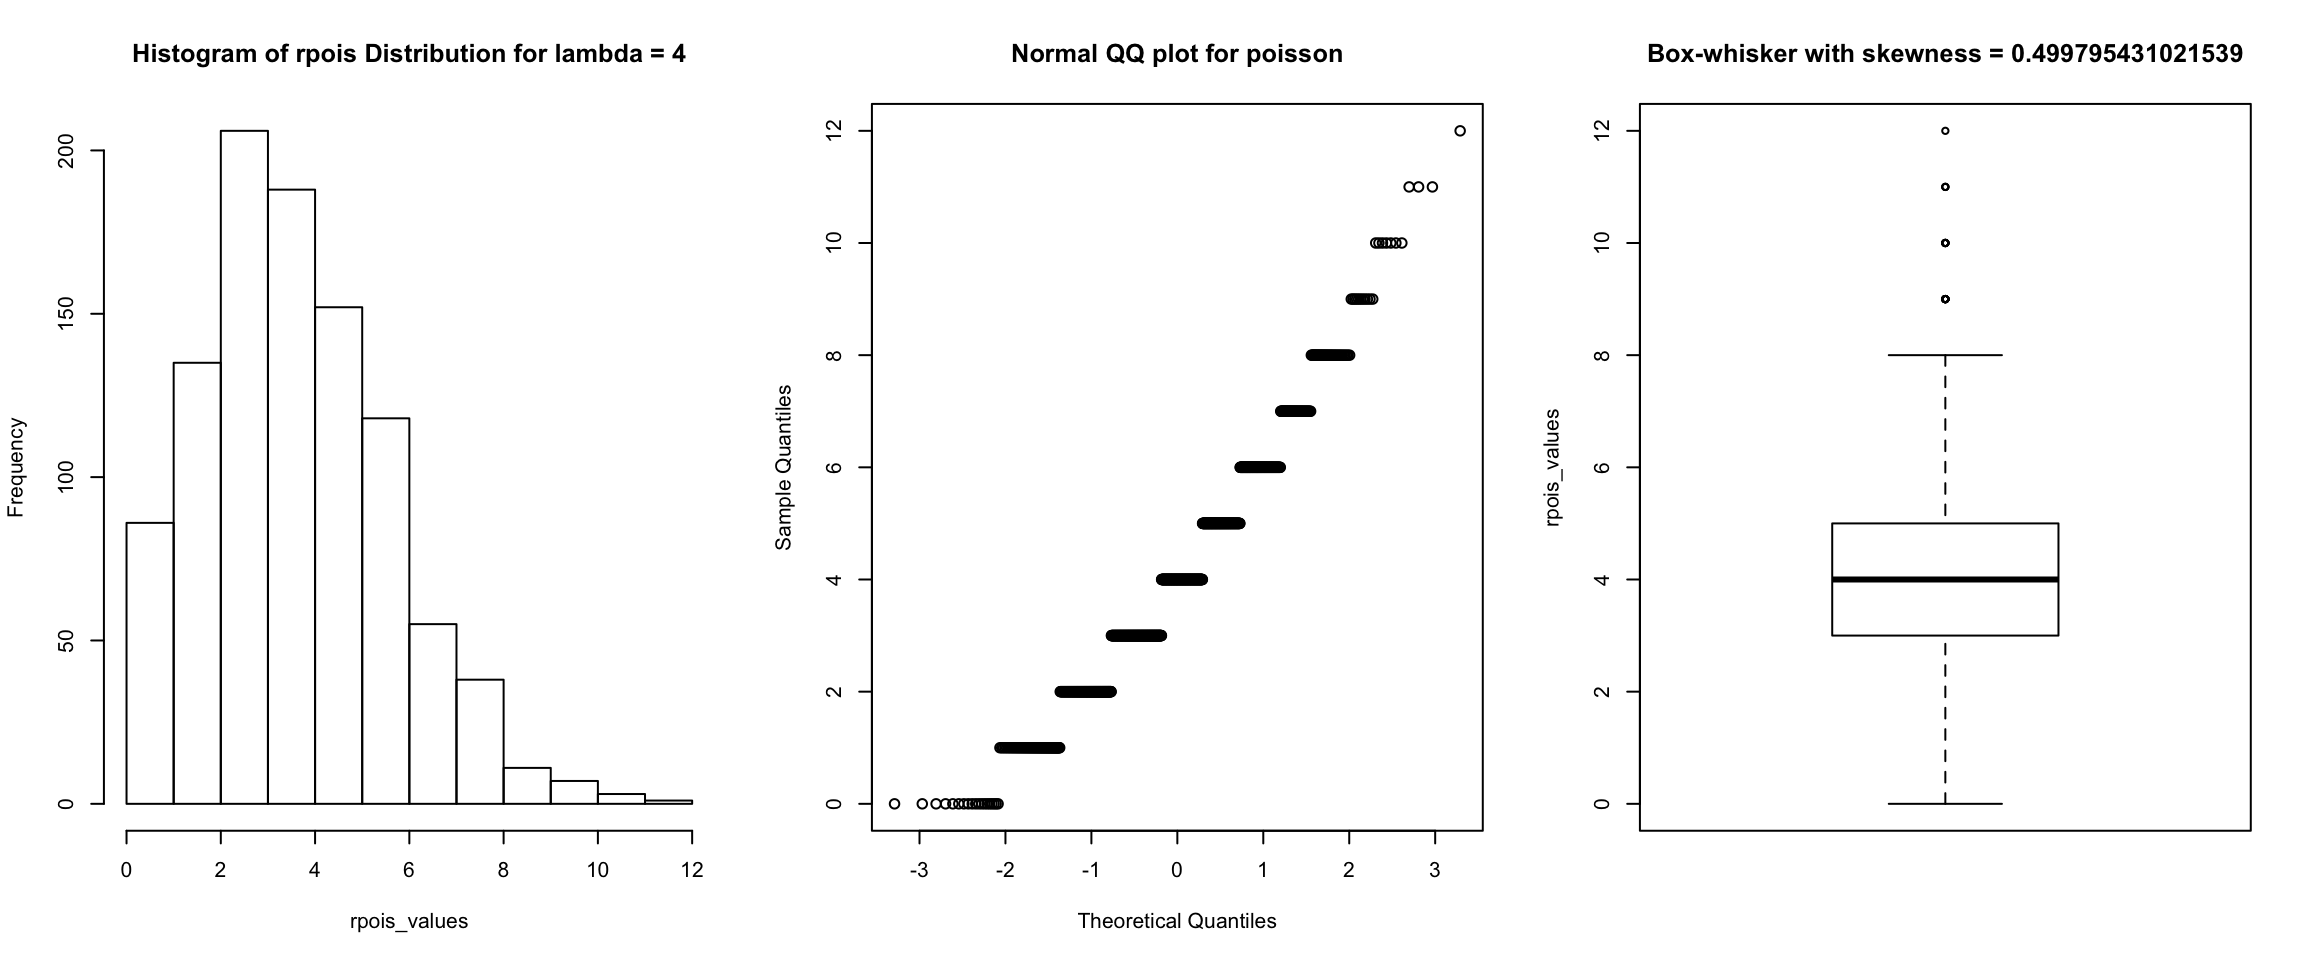 Histogram of rpois Distribution for lambda = 4
Frequency
200
150
100
50
0
0 2 4 6 8 10 12
rpois_values
Normal QQ plot for poisson
Sample Quantiles
12
10
8
6
4
2
0
-3 -2 -1 0 1 2 3
Theoretical Quantiles
Box-whisker with skewness = 0.499795431021539
rpois_values
12
10
8
6
4
2
0